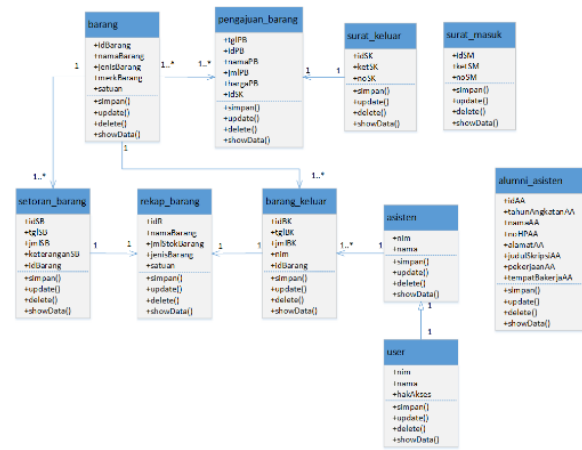 barang
+idBarang
+namaBarang
+jenisBarang
+merkBarang
+satuan
+simpan()
+update()
+delete()
+showData()
1
1..*
1..*
1
1..*
1..*
pengajuan_barang
+tglPB
+idPB
+namaPB
+jmlPB
+hargaPB
+idSK
+simpan()
+update()
+delete()
+showData()
1
1
surat_keluar
+idSK
+ketSK
+noSK
+simpan()
+update()
+delete()
+showData()
surat_masuk
+idSM
+ketSM
+noSM
+simpan()
+update()
+delete()
+showData()
setoran_barang
+idSB
+tglSB
+jmlSB
+keteranganSB
+idBarang
+simpan()
+update()
+delete()
+showData()
1
1
rekap_barang
+idR
+namaBarang
+jmlStokBarang
+jenisBarang
+satuan
+simpan()
+update()
+delete()
+showData()
1
1
barang_keluar
+idBK
+tglBK
+jmlBK
+nim
+idBarang
+simpan()
+update()
+delete()
+showData()
1..*
1
asisten
+nim
+nama
+simpan()
+update()
+delete()
+showData()
1
1
alumni_asisten
+idAA
+tahunAngkatanAA
+namaAA
+noHPAA
+alamatAA
+judulSkripsiAA
+pekerjaanAA
+tempatBakerjaAA
+simpan()
+update()
+delete()
+showData()
user
+nim
+nama
+hakAkses
+simpan()
+update()
+delete()
+showData()